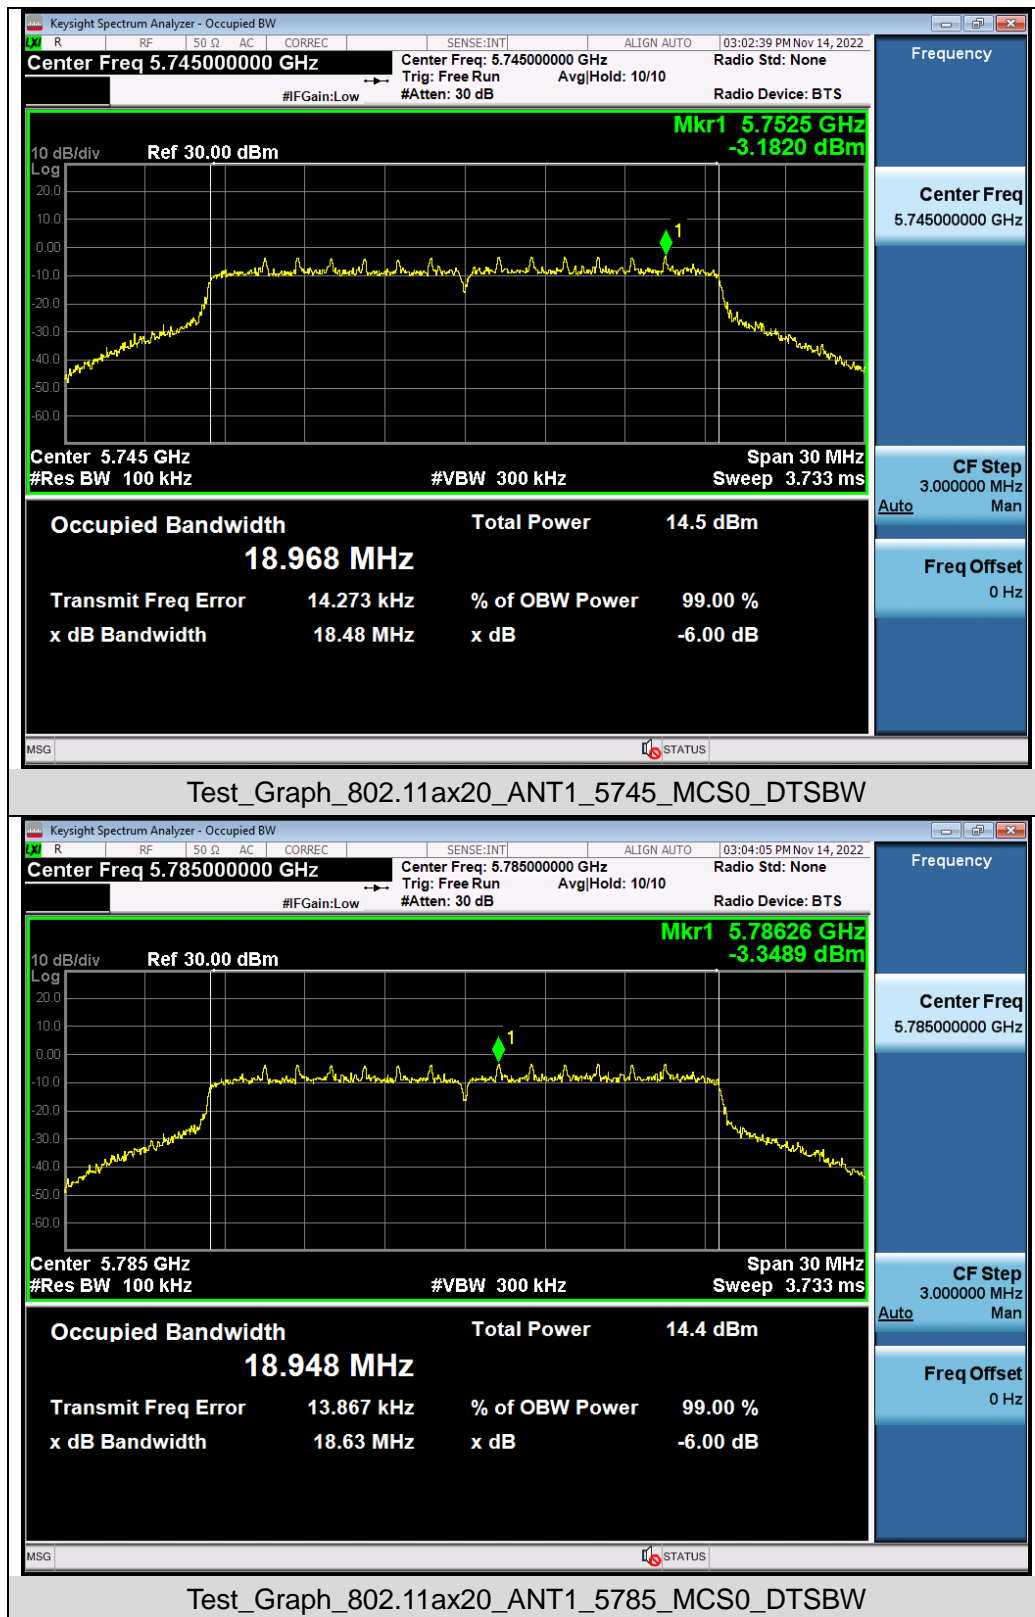 Keysight Spectrum Analyzer - Occupied BW
LXI R RF 50 Ω AC CORREC SENSE:INT ALIGN AUTO 03:02:39 PM Nov 14, 2022
Center Freq 5.745000000 GHz
Center Freq: 5.745000000 GHz Radio Std: None
Trig: Free Run Avg|Hold: 10/10
#IFGain:Low #Atten: 30 dB Radio Device: BTS
Mkr1 5.7525 GHz
-3.1820 dBm
10 dB/div Ref 30.00 dBm
Log
20.0
10.0
0.00
-10.0
-20.0
-30.0
-40.0
-50.0
-60.0
1
Center 5.745 GHz Span 30 MHz
#Res BW 100 kHz #VBW 300 kHz Sweep 3.733 ms
Occupied Bandwidth Total Power 14.5 dBm
18.968 MHz
Transmit Freq Error 14.273 kHz % of OBW Power 99.00 %
x dB Bandwidth 18.48 MHz x dB -6.00 dB
MSG STATUS
Frequency
Center Freq
5.745000000 GHz
CF Step
3.000000 MHz
Auto Man
Freq Offset
0 Hz
Test_Graph_802.11ax20_ANT1_5745_MCS0_DTSBW
Keysight Spectrum Analyzer - Occupied BW
LXI R RF 50 Ω AC CORREC SENSE:INT ALIGN AUTO 03:04:05 PM Nov 14, 2022
Center Freq 5.785000000 GHz
Center Freq: 5.785000000 GHz Radio Std: None
Trig: Free Run Avg|Hold: 10/10
#IFGain:Low #Atten: 30 dB Radio Device: BTS
Mkr1 5.78626 GHz
-3.3489 dBm
10 dB/div Ref 30.00 dBm
Log
20.0
10.0
0.00
-10.0
-20.0
-30.0
-40.0
-50.0
-60.0
1
Center 5.785 GHz Span 30 MHz
#Res BW 100 kHz #VBW 300 kHz Sweep 3.733 ms
Occupied Bandwidth Total Power 14.4 dBm
18.948 MHz
Transmit Freq Error 13.867 kHz % of OBW Power 99.00 %
x dB Bandwidth 18.63 MHz x dB -6.00 dB
MSG STATUS
Frequency
Center Freq
5.785000000 GHz
CF Step
3.000000 MHz
Auto Man
Freq Offset
0 Hz
Test_Graph_802.11ax20_ANT1_5785_MCS0_DTSBW